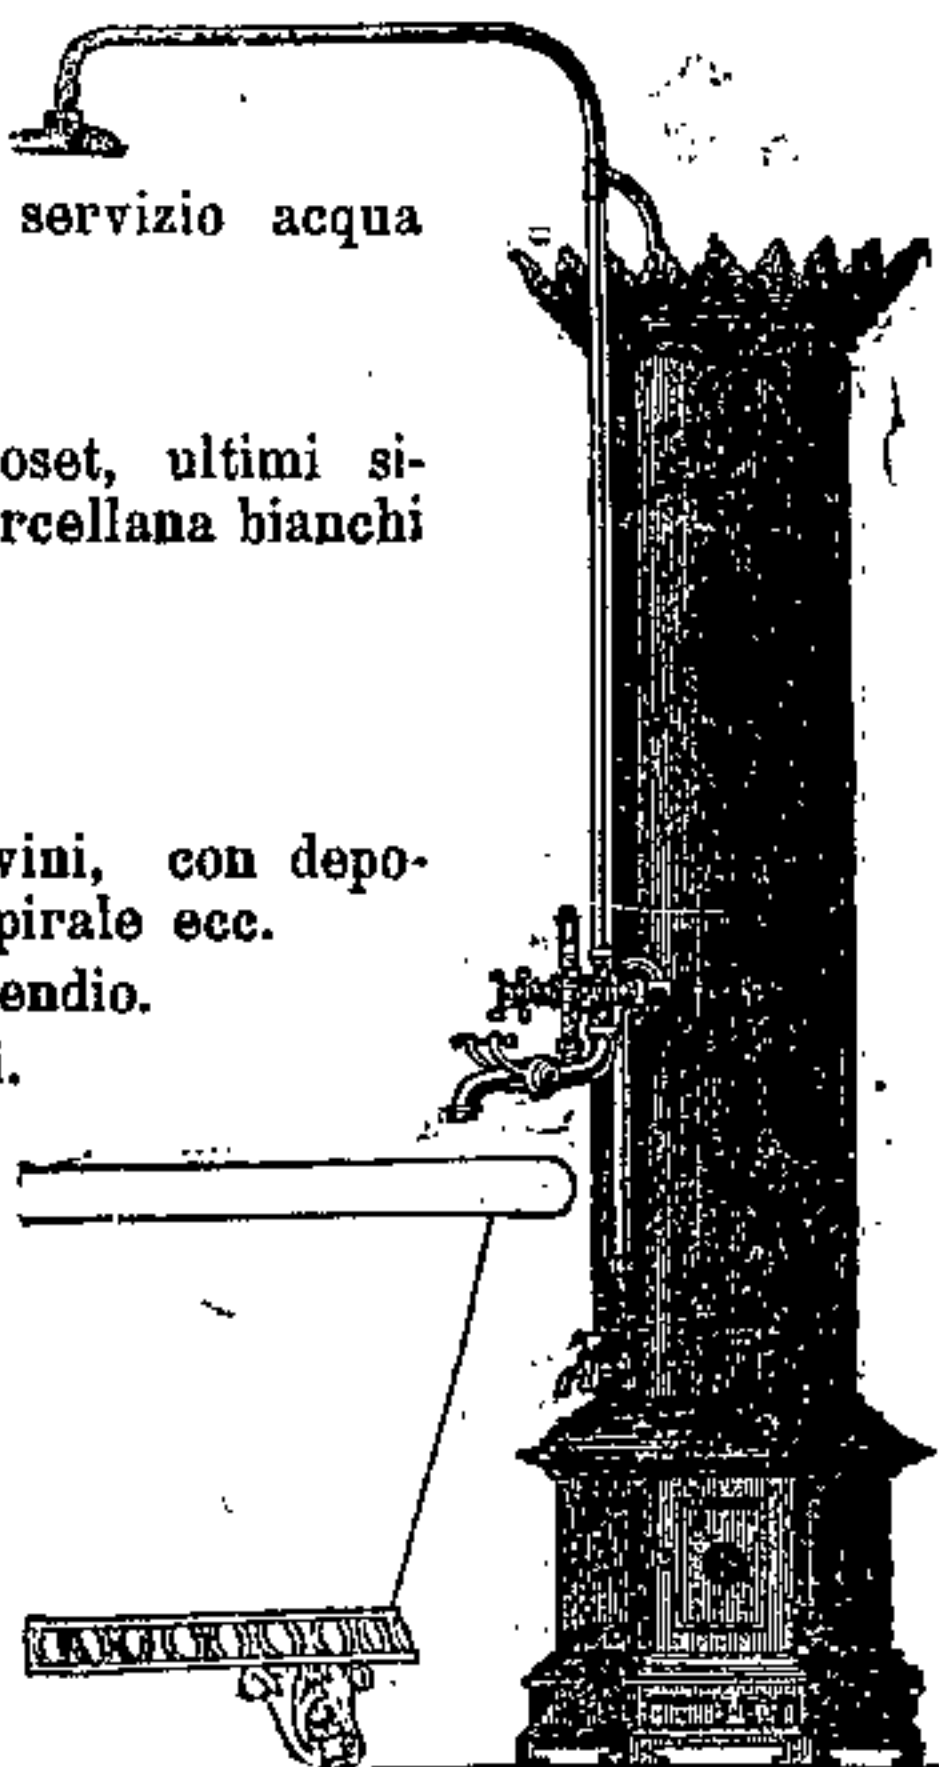 servizio acqua
oset, ultimi si-
rcellana bianchi
vini, con depo-
pirale ecc.
endio.
i.